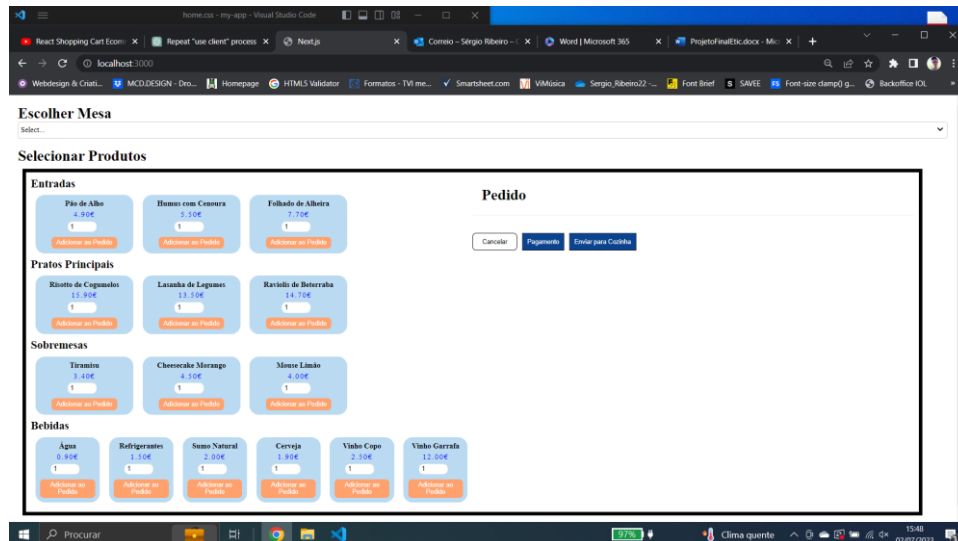 home.css - my-app - Visual Studio Code
React Shopping Cart Ecom
Repeat "use client" process
Next.js
Correio – Sérgio Ribeiro –
Word | Microsoft 365
ProjetoFinalEtic.docx - Mic
localhost:3000
Webdesign & Criati...
MCD.DESIGN - Dro...
Homepage
HTML5 Validator
Formatos - TVI me...
Smartsheet.com
ViMúsica
Sergio_Ribeiro22 -...
Font Brief
SAVEE
Font-size clamp() g...
Backoffice IOL
Escolher Mesa
Select...
Selecionar Produtos
Entradas
Pão de Alho
4.90€
1
Adicionar ao Pedido
Humus com Cenoura
5.50€
1
Adicionar ao Pedido
Folhado de Alheira
7.70€
1
Adicionar ao Pedido
Pratos Principais
Risotto de Cogumelos
15.90€
1
Adicionar ao Pedido
Lasanha de Legumes
13.50€
1
Adicionar ao Pedido
Raviolis de Beterraba
14.70€
1
Adicionar ao Pedido
Sobremesas
Tiramisu
3.40€
1
Adicionar ao Pedido
Cheesecake Morango
4.50€
1
Adicionar ao Pedido
Mouse Limão
4.00€
1
Adicionar ao Pedido
Bebidas
Água
0.90€
1
Adicionar ao
Pedido
Refrigerantes
1.50€
1
Adicionar ao
Pedido
Sumo Natural
2.00€
1
Adicionar ao
Pedido
Cerveja
1.90€
1
Adicionar ao
Pedido
Vinho Copo
2.50€
1
Adicionar ao
Pedido
Vinho Garrafa
12.00€
1
Adicionar ao
Pedido
Pedido
Cancelar
Pagamento
Enviar para Cozinha
Procurar
97%
Clima quente
15:48
02/07/2023